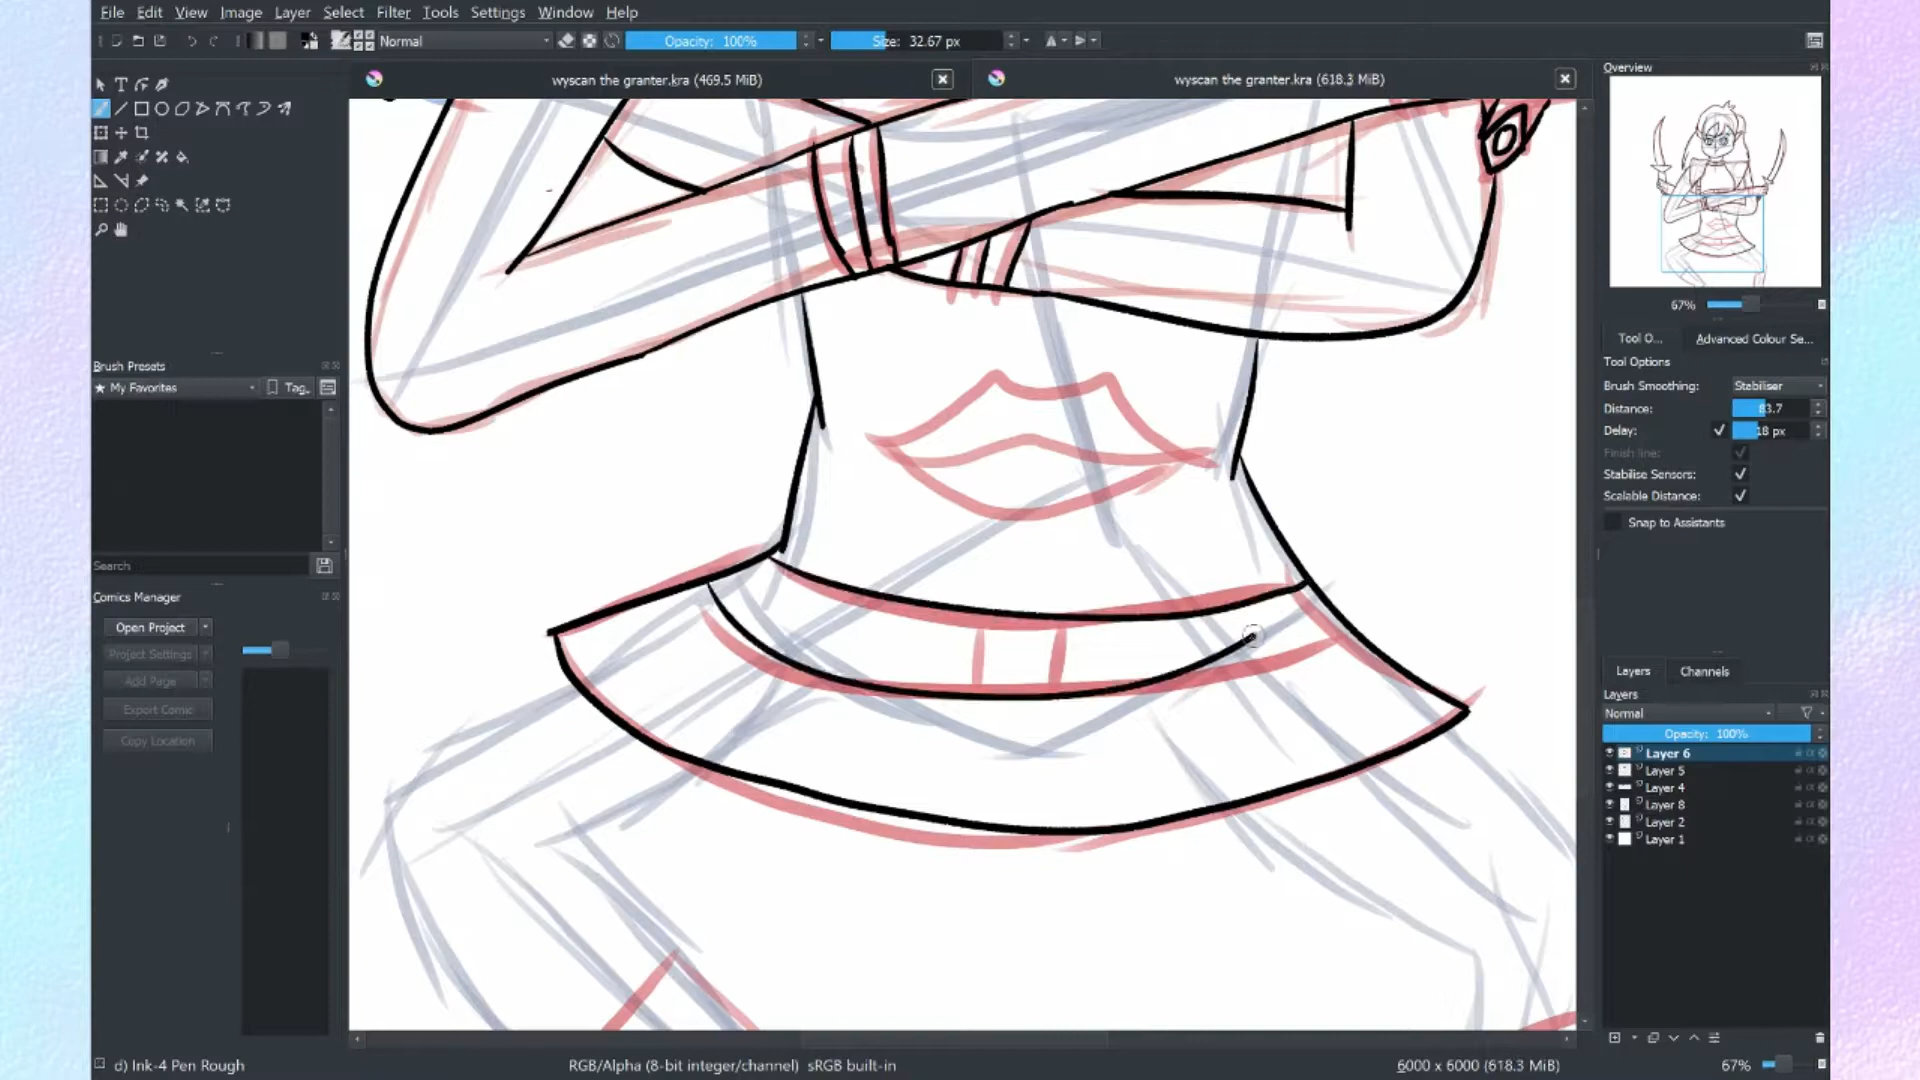 File Edit View Image Layer Select Filter Tools Settings Window Help
Normal Opacity: 100% Size: 32.67 px
wyscan the granter.kra (469.5 MiB)
wyscan the granter.kra (618.3 MiB)
Overview
67%
Tool O... Advanced Colour Se...
Tool Options
Brush Smoothing: Stabiliser
Distance: 83.7
Delay: 18 px
Finish line:
Stabilise Sensors:
Scalable Distance:
Snap to Assistants
Brush Presets
My Favorites Tag
Search
Comics Manager
Open Project
Project Settings
Add Page
Export Comic
Copy Location
Layers Channels
Layers
Normal
Opacity: 100%
Layer 6
Layer 5
Layer 4
Layer 8
Layer 2
Layer 1
d) Ink-4 Pen Rough
RGB/Alpha (8-bit integer/channel) sRGB built-in
6000 x 6000 (618.3 MiB)
67%